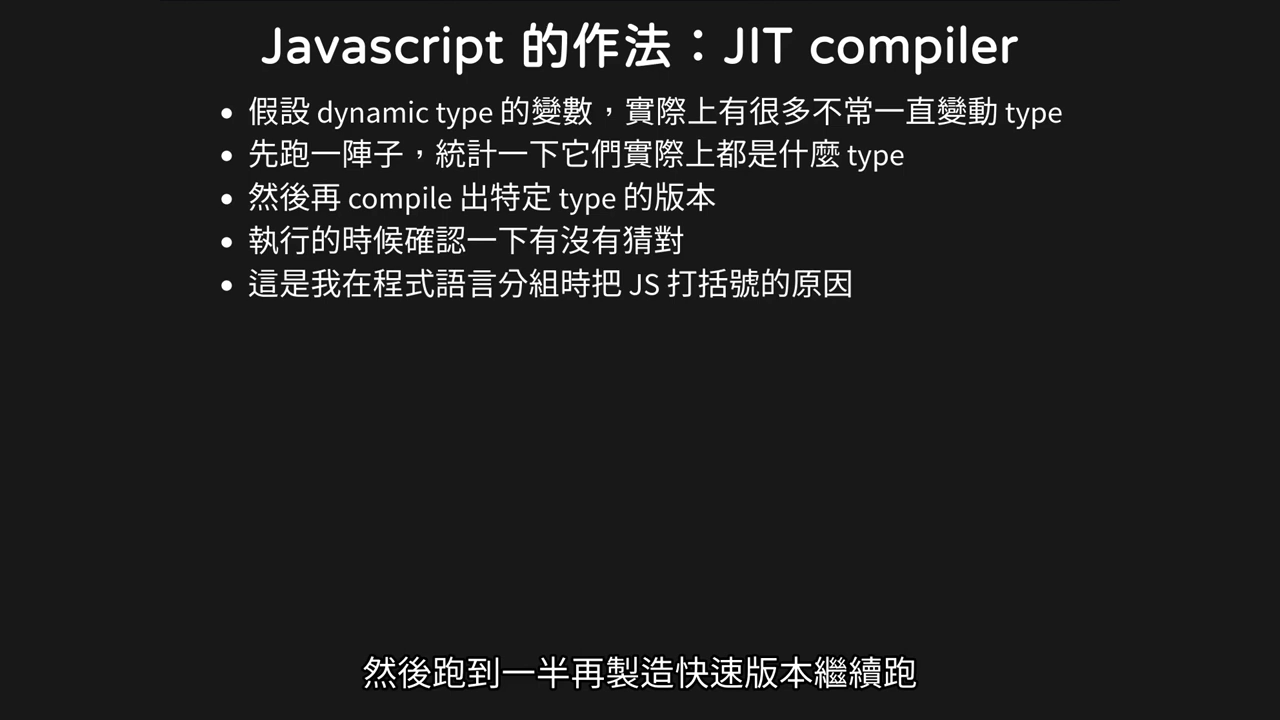 Javascript 的作法：JIT compiler
• 假設 dynamic type 的變數，實際上有很多不常一直變動 type
• 先跑一陣子，統計一下它們實際上都是什麼 type
• 然後再 compile 出特定 type 的版本
• 執行的時候確認一下有沒有猜對
• 這是我在程式語言分組時把 JS 打括號的原因
然後跑到一半再製造快速版本繼續跑